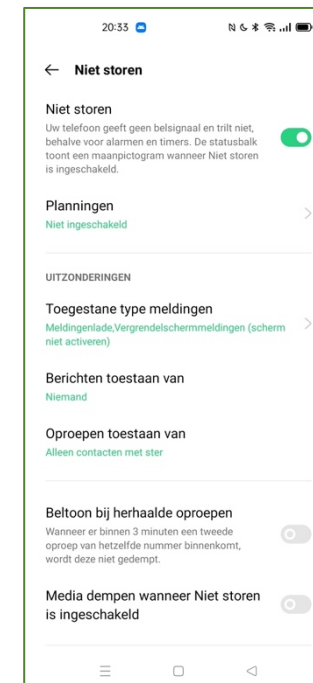 20:33
Niet storen
Niet storen
Uw telefoon geeft geen belsignaal en trilt niet,
behalve voor alarmen en timers. De statusbalk
toont een maanpictogram wanneer Niet storen
is ingeschakeld.
Planningen
Niet ingeschakeld
UITZONDERINGEN
Toegestane type meldingen
Meldingenlade,Vergrendelschermmeldingen (scherm
niet activeren)
Berichten toestaan van
Niemand
Oproepen toestaan van
Alleen contacten met ster
Beltoon bij herhaalde oproepen
Wanneer er binnen 3 minuten een tweede
oproep van hetzelfde nummer binnenkomt,
wordt deze niet gedempt.
Media dempen wanneer Niet storen
is ingeschakeld